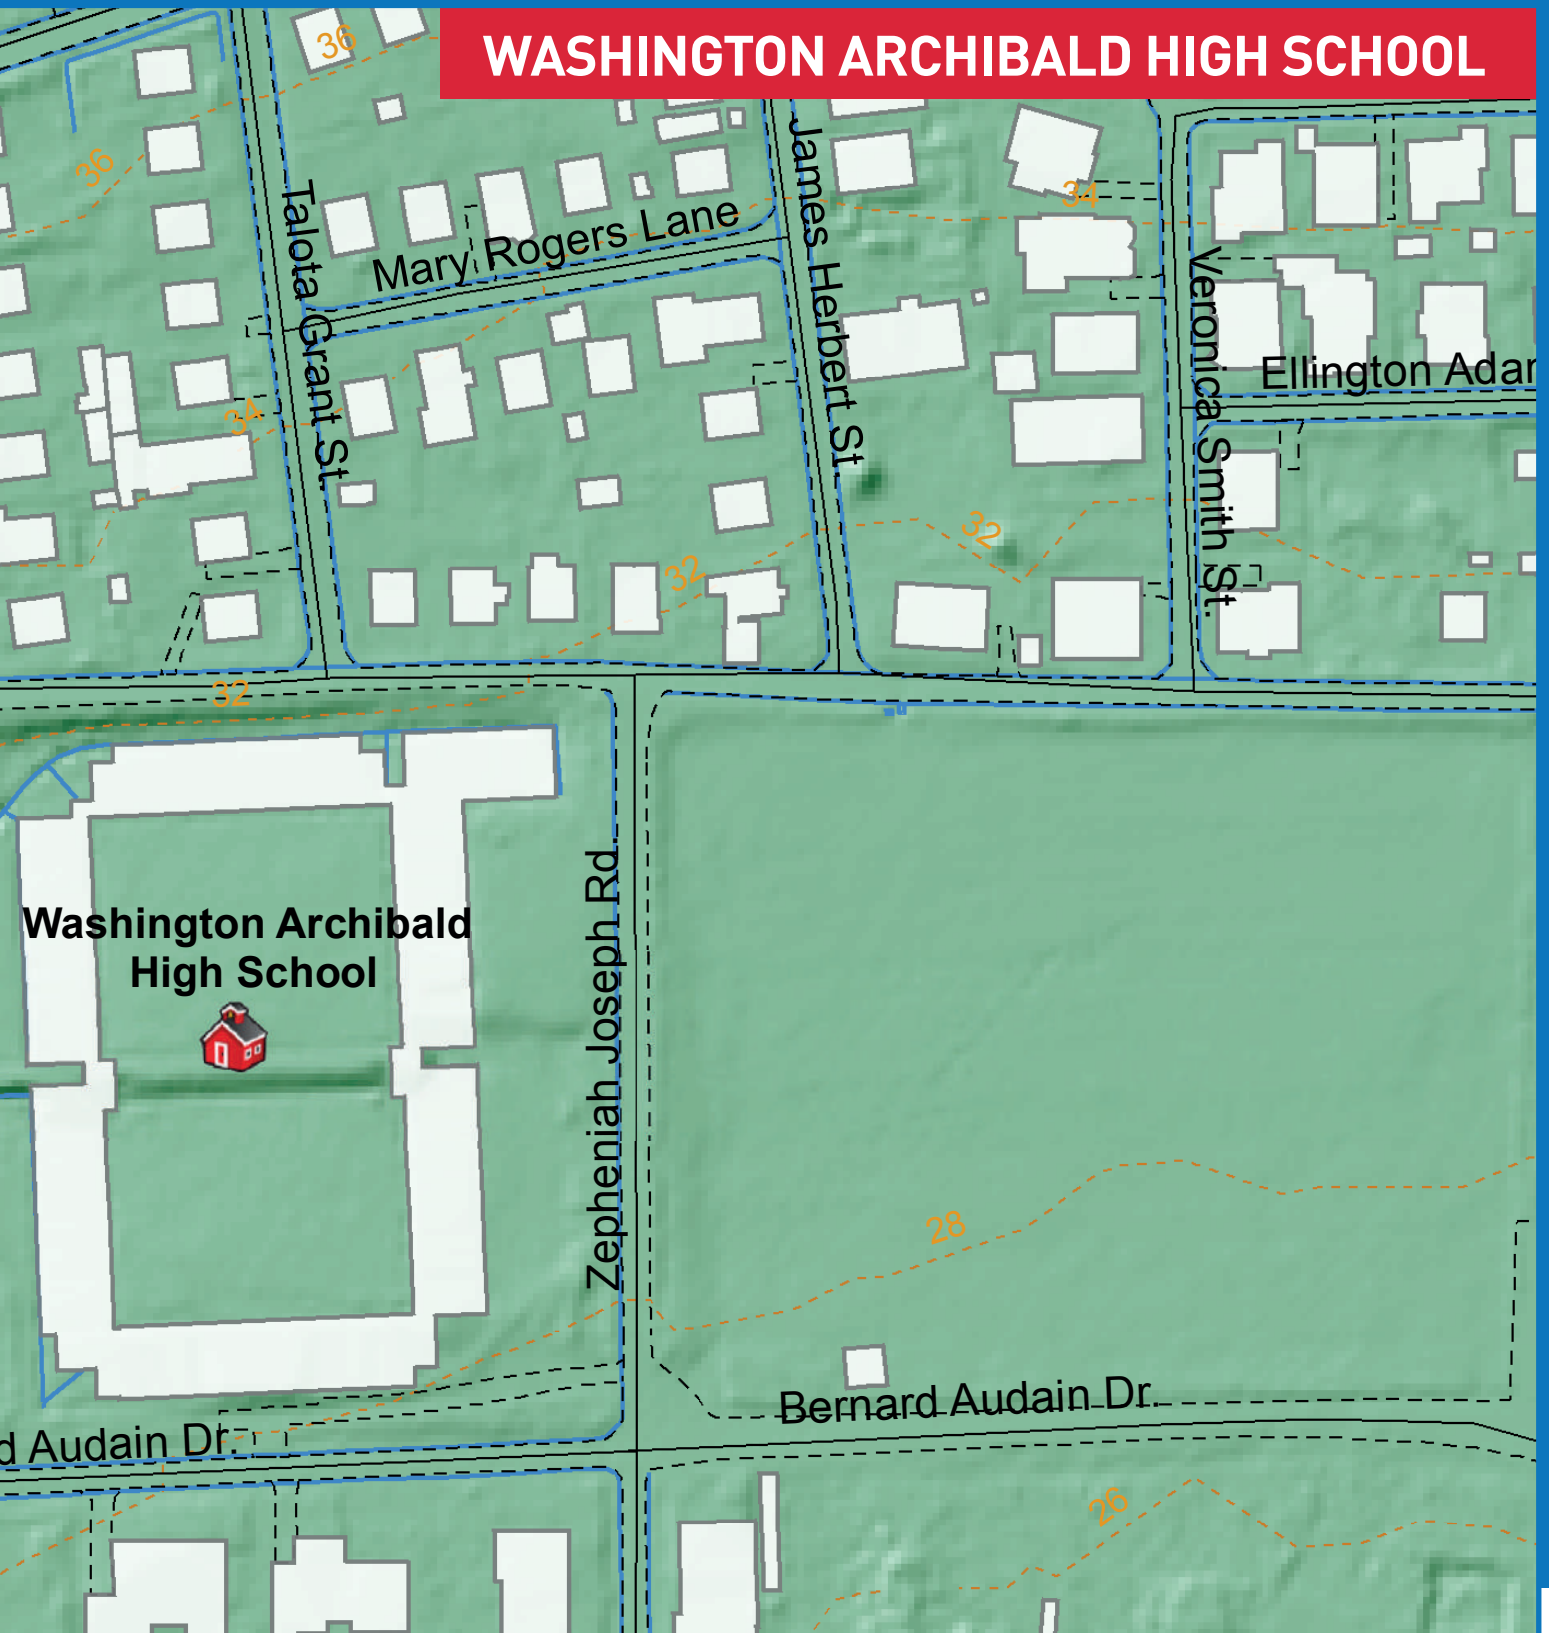 WASHINGTON ARCHIBALD HIGH SCHOOL
36
36
Talota Grant St.
Mary Rogers Lane
James Herbert St.
34
Veronica Smith St.
Ellington Adar
34
32
32
32
Washington Archibald
High School
Zepheniah Joseph Rd.
28
Bernard Audain Dr.
d Audain Dr.
26